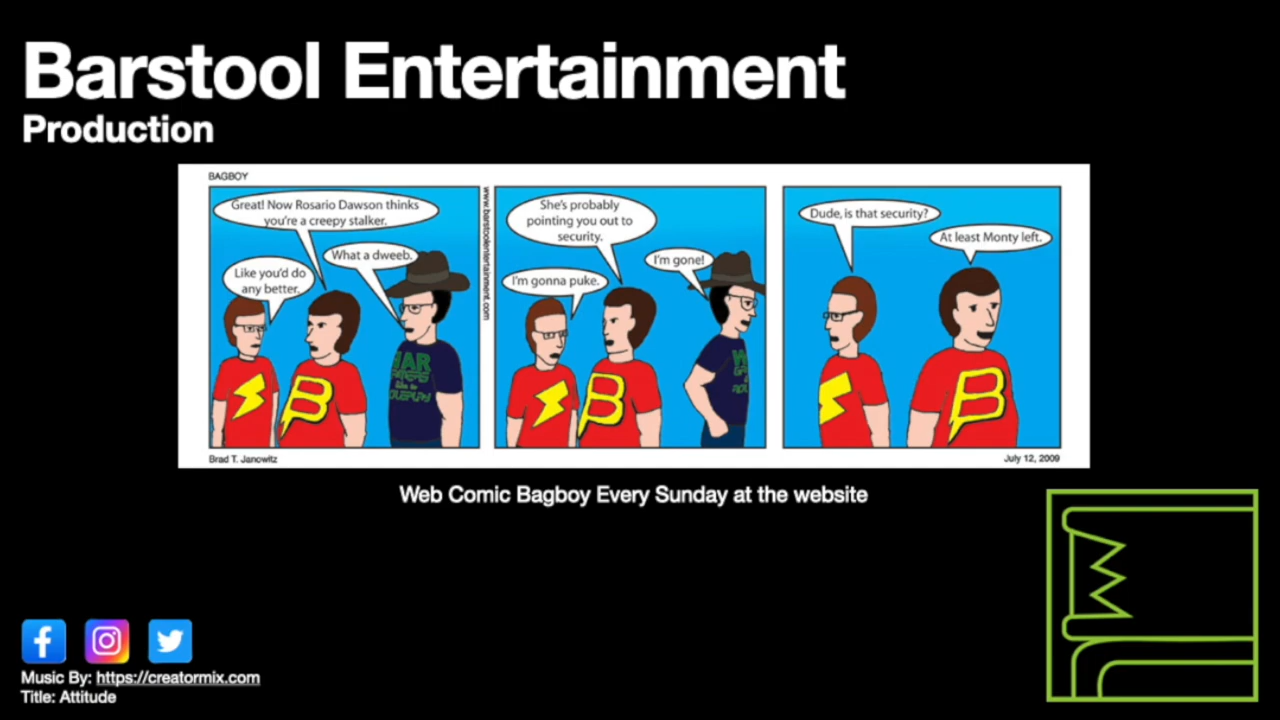 Barstool Entertainment
Production
BAGBOY
Great! Now Rosario Dawson thinks
you're a creepy stalker.
What a dweeb.
Like you'd do
any better.
www.barstoolentertainment.com
She's probably
pointing you out to
security.
I'm gone!
I'm gonna puke.
Dude, is that security?
At least Monty left.
B
B
B
Brad T. Janowitz
July 12, 2009
Web Comic Bagboy Every Sunday at the website
Music By: https://creatormix.com
Title: Attitude